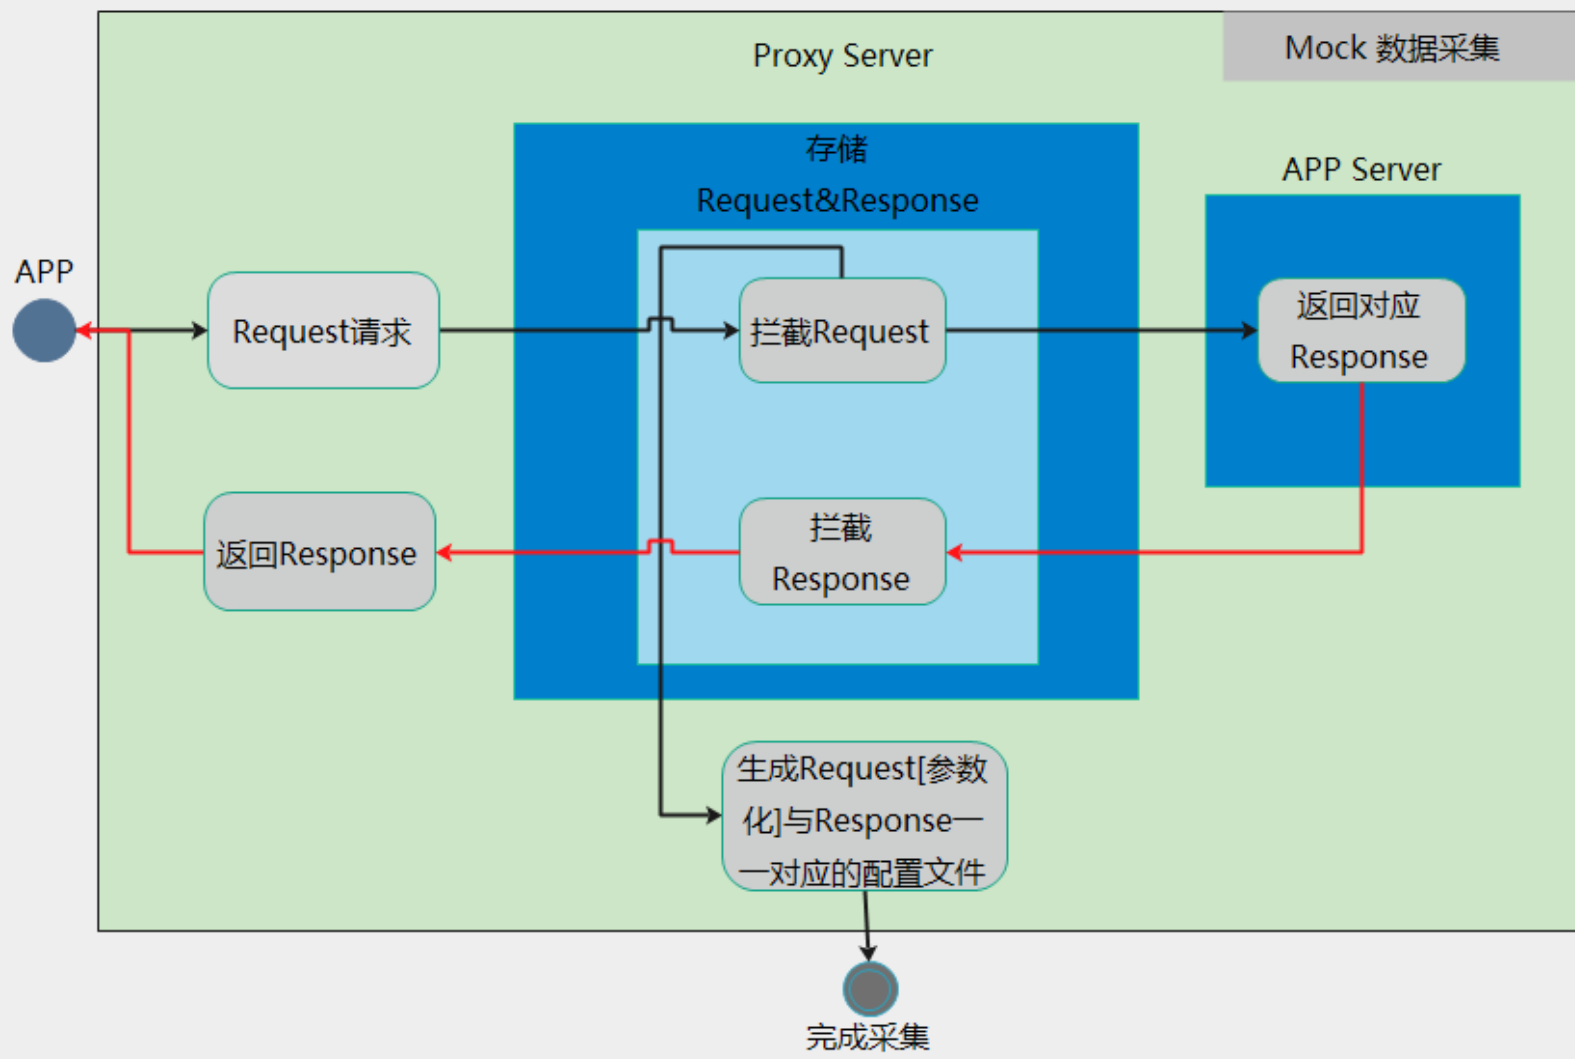 Mock 数据采集
Proxy Server
存储
Request&Response
APP Server
APP
Request请求
拦截Request
返回对应
Response
返回Response
拦截
Response
生成Request[参数
化]与Response一
一对应的配置文件
完成采集